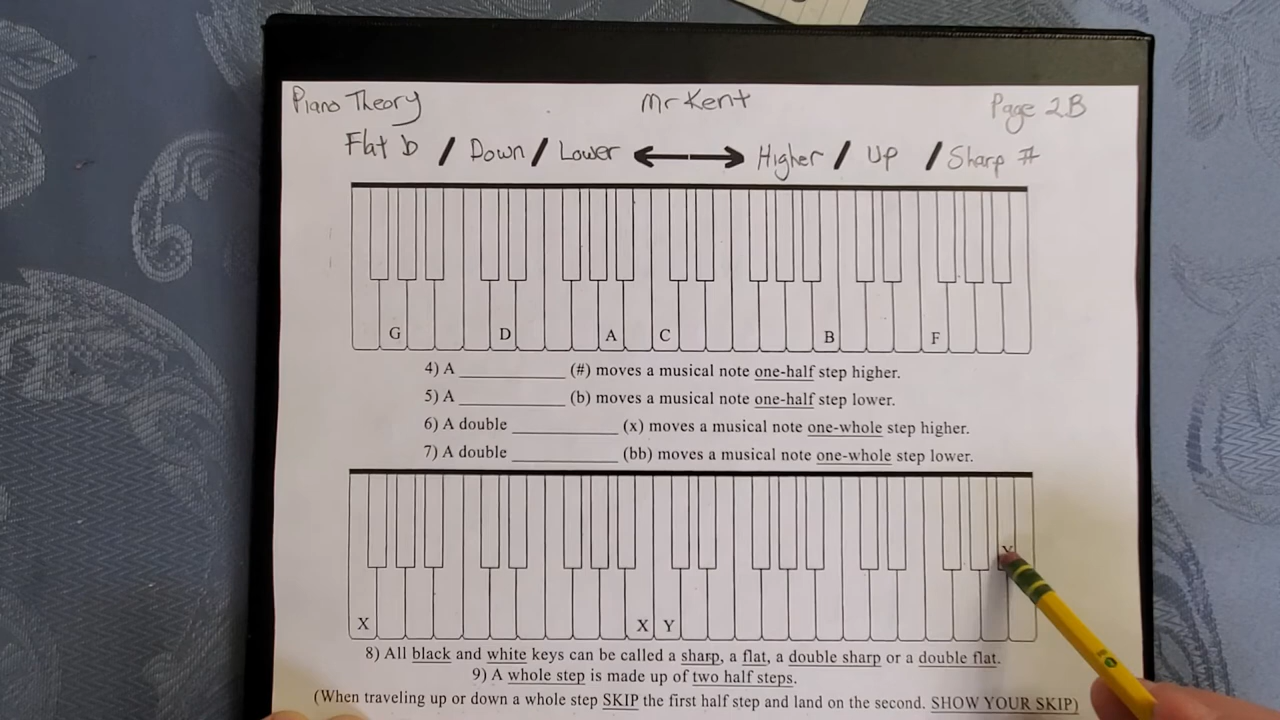 Piano Theory Mr Kent Page 2B
Flat b / Down / Lower ←→ Higher / Up / Sharp #
G D A C B F
4) A __________ (#) moves a musical note one-half step higher.
5) A __________ (b) moves a musical note one-half step lower.
6) A double __________ (x) moves a musical note one-whole step higher.
7) A double __________ (bb) moves a musical note one-whole step lower.
X X Y
8) All black and white keys can be called a sharp, a flat, a double sharp or a double flat.
9) A whole step is made up of two half steps.
(When traveling up or down a whole step SKIP the first half step and land on the second. SHOW YOUR SKIP)